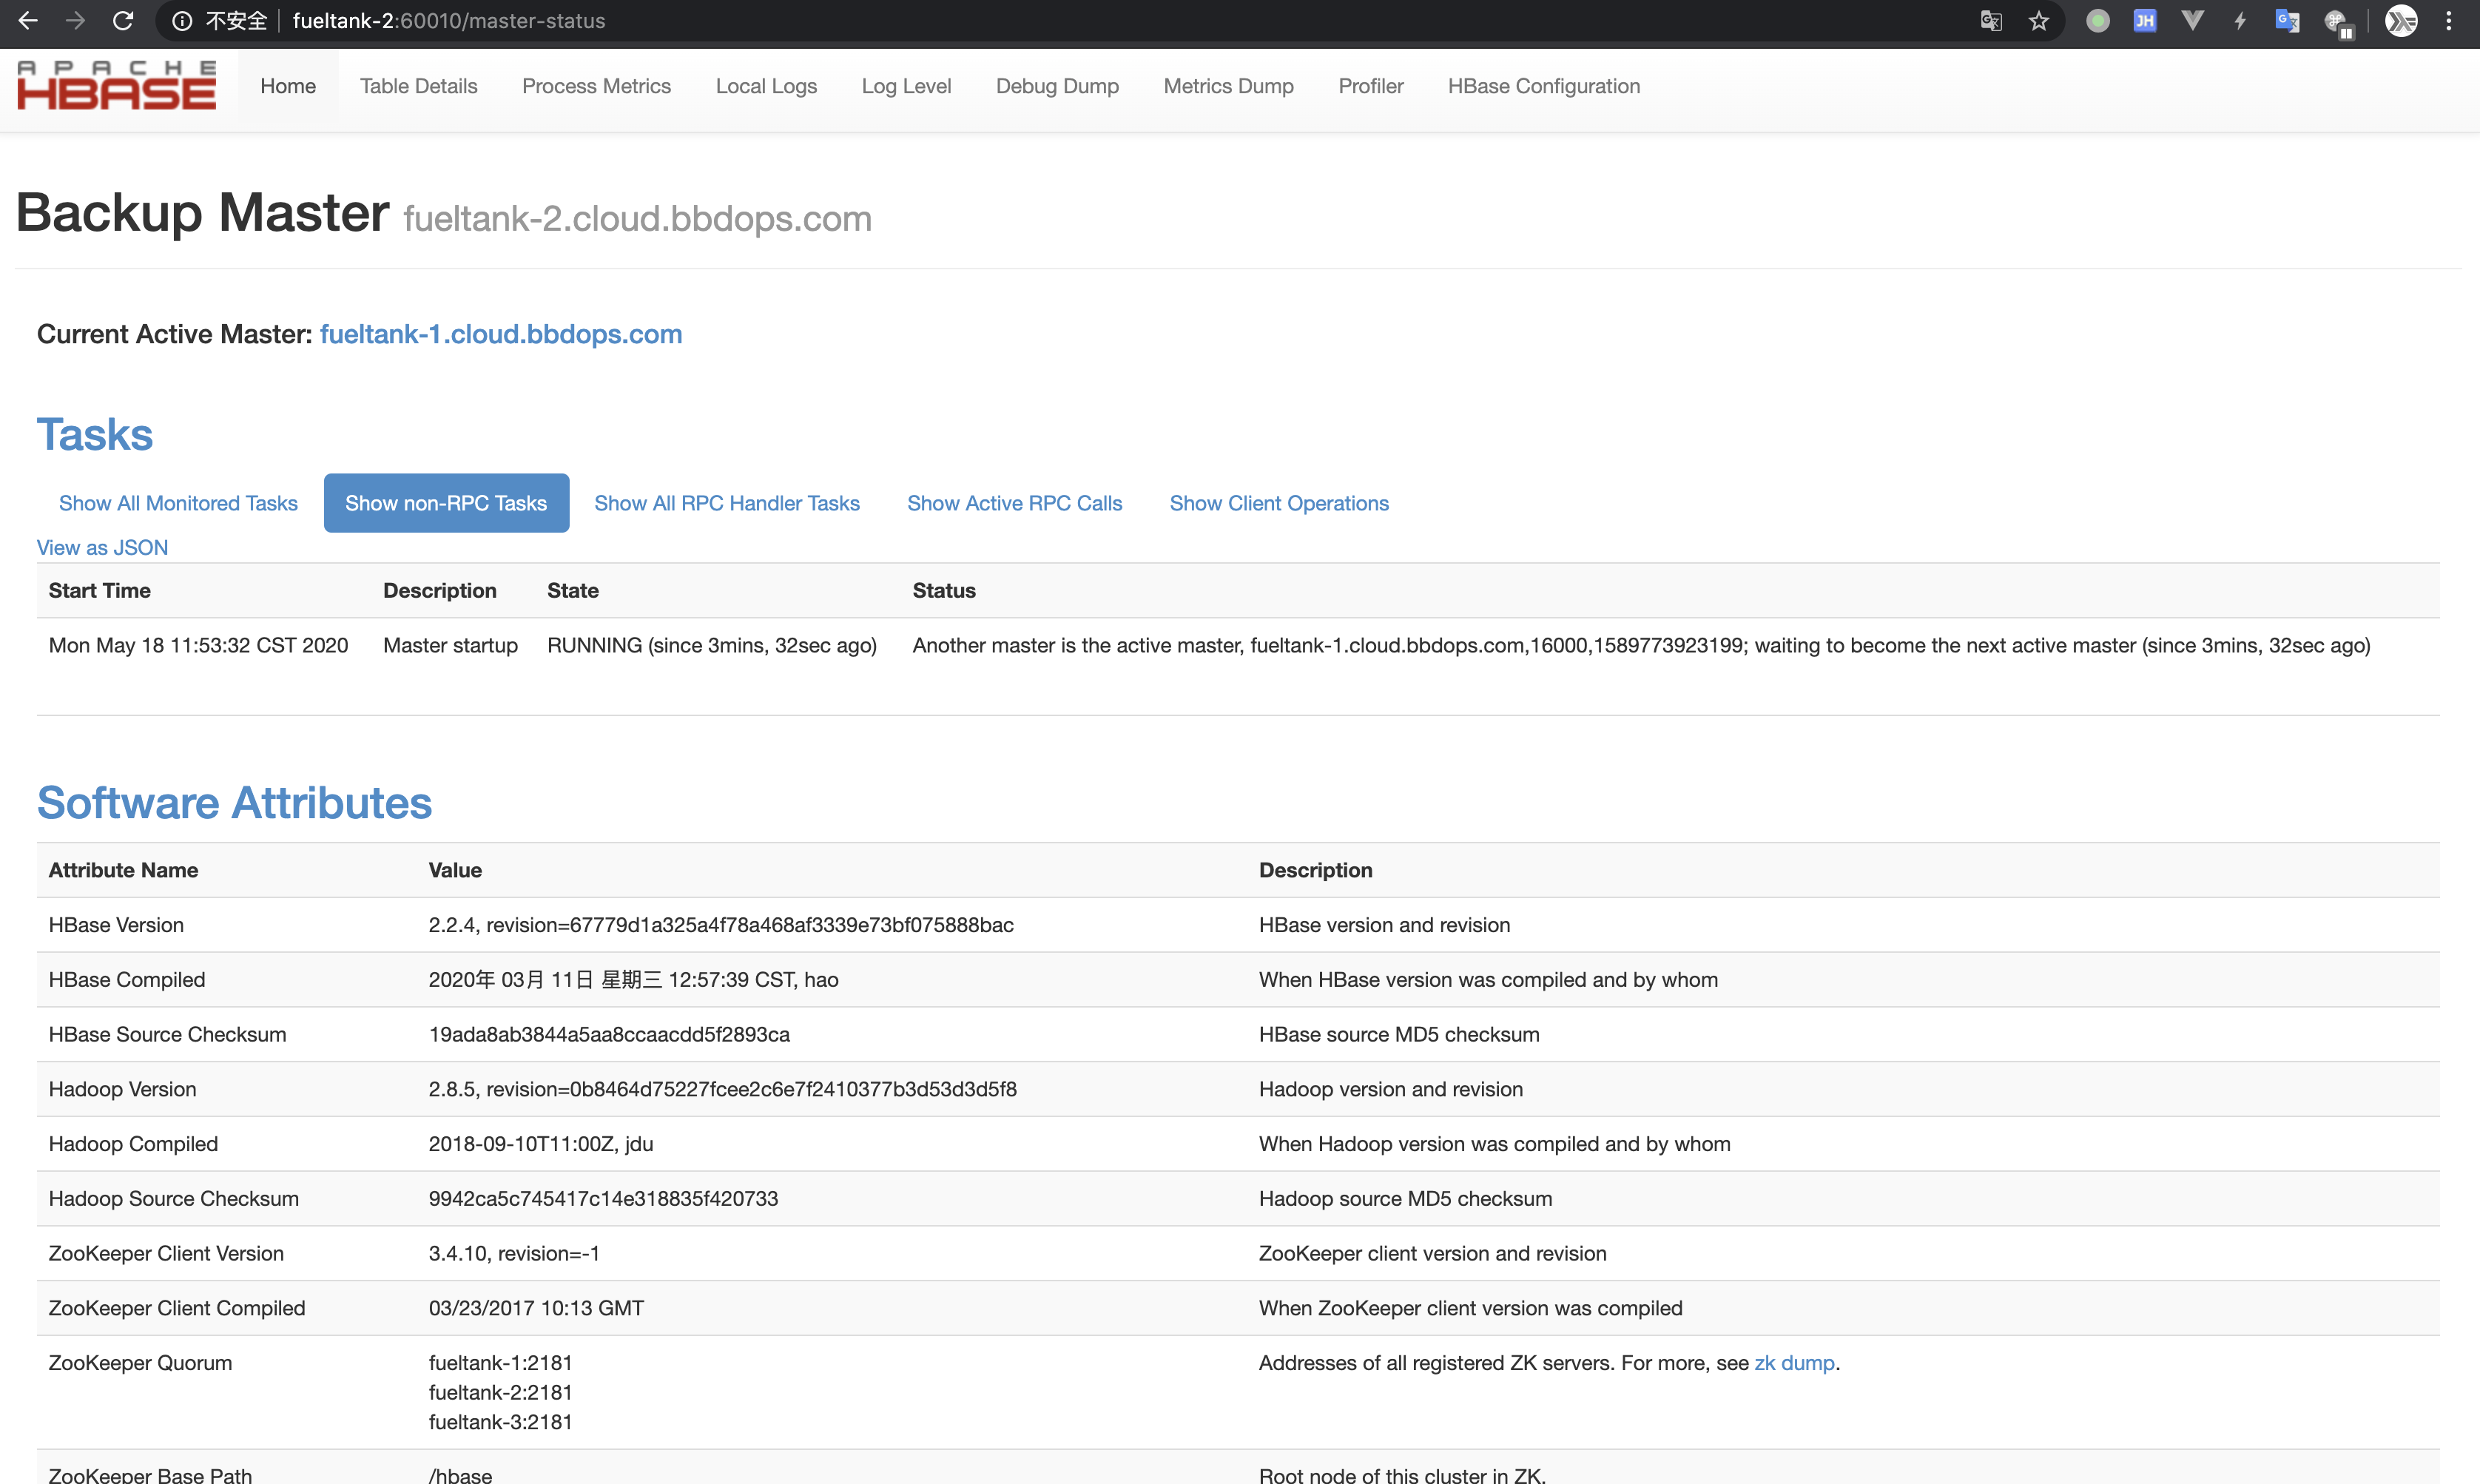 不安全 fueltank-2:60010/master-status
APACHE
HBASE
Home Table Details Process Metrics Local Logs Log Level Debug Dump Metrics Dump Profiler HBase Configuration
Backup Master fueltank-2.cloud.bbdops.com
Current Active Master: fueltank-1.cloud.bbdops.com
Tasks
Show All Monitored Tasks Show non-RPC Tasks Show All RPC Handler Tasks Show Active RPC Calls Show Client Operations
View as JSON
Start Time Description State Status
Mon May 18 11:53:32 CST 2020 Master startup RUNNING (since 3mins, 32sec ago) Another master is the active master, fueltank-1.cloud.bbdops.com,16000,1589773923199; waiting to become the next active master (since 3mins, 32sec ago)
Software Attributes
Attribute Name Value Description
HBase Version 2.2.4, revision=67779d1a325a4f78a468af3339e73bf075888bac HBase version and revision
HBase Compiled 2020年 03月 11日 星期三 12:57:39 CST, hao When HBase version was compiled and by whom
HBase Source Checksum 19ada8ab3844a5aa8ccaacdd5f2893ca HBase source MD5 checksum
Hadoop Version 2.8.5, revision=0b8464d75227fcee2c6e7f2410377b3d53d3d5f8 Hadoop version and revision
Hadoop Compiled 2018-09-10T11:00Z, jdu When Hadoop version was compiled and by whom
Hadoop Source Checksum 9942ca5c745417c14e318835f420733 Hadoop source MD5 checksum
ZooKeeper Client Version 3.4.10, revision=-1 ZooKeeper client version and revision
ZooKeeper Client Compiled 03/23/2017 10:13 GMT When ZooKeeper client version was compiled
ZooKeeper Quorum fueltank-1:2181 Addresses of all registered ZK servers. For more, see zk dump.
fueltank-2:2181
fueltank-3:2181
ZooKeeper Base Path /hbase Root node of this cluster in ZK.